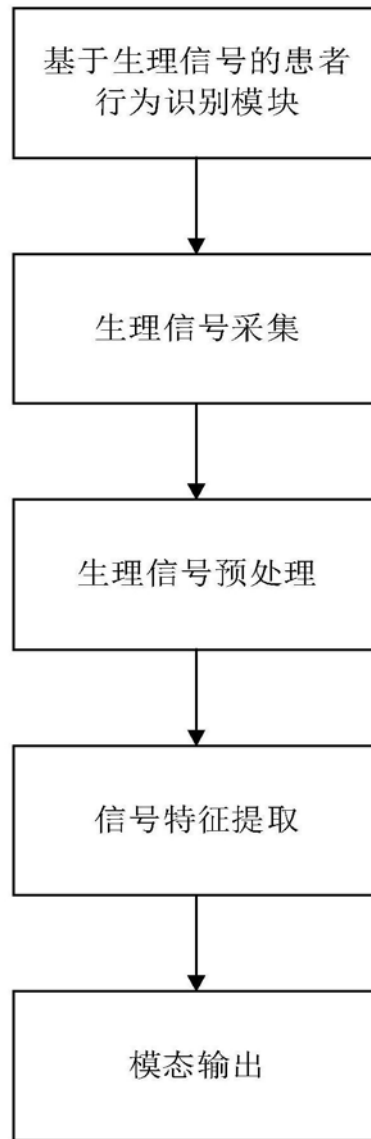 基于生理信号的患者
行为识别模块
生理信号采集
生理信号预处理
信号特征提取
模态输出